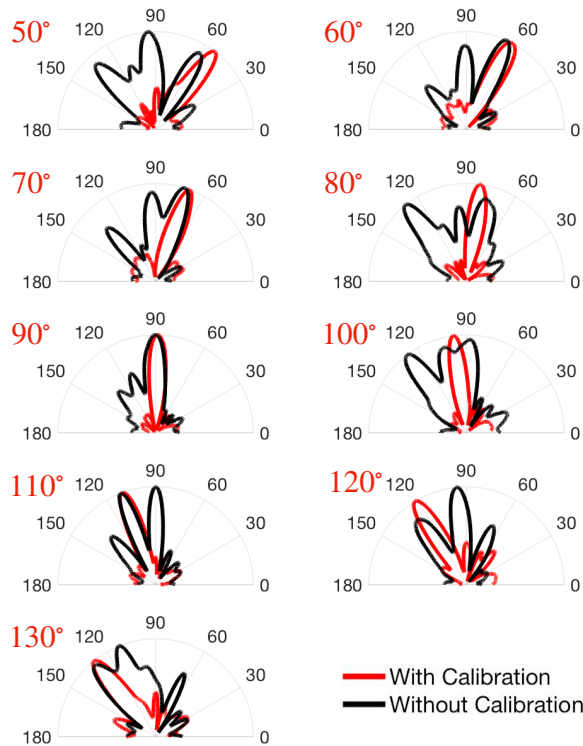 50° 120 90 60 150 30 180 0
60° 120 90 60 150 30 180 0
70° 120 90 60 150 30 180 0
80° 120 90 60 150 30 180 0
90° 120 90 60 150 30 180 0
100° 120 90 60 150 30 180 0
110° 120 90 60 150 30 180 0
120° 120 90 60 150 30 180 0
130° 120 90 60 150 30 180 0
With Calibration
Without Calibration